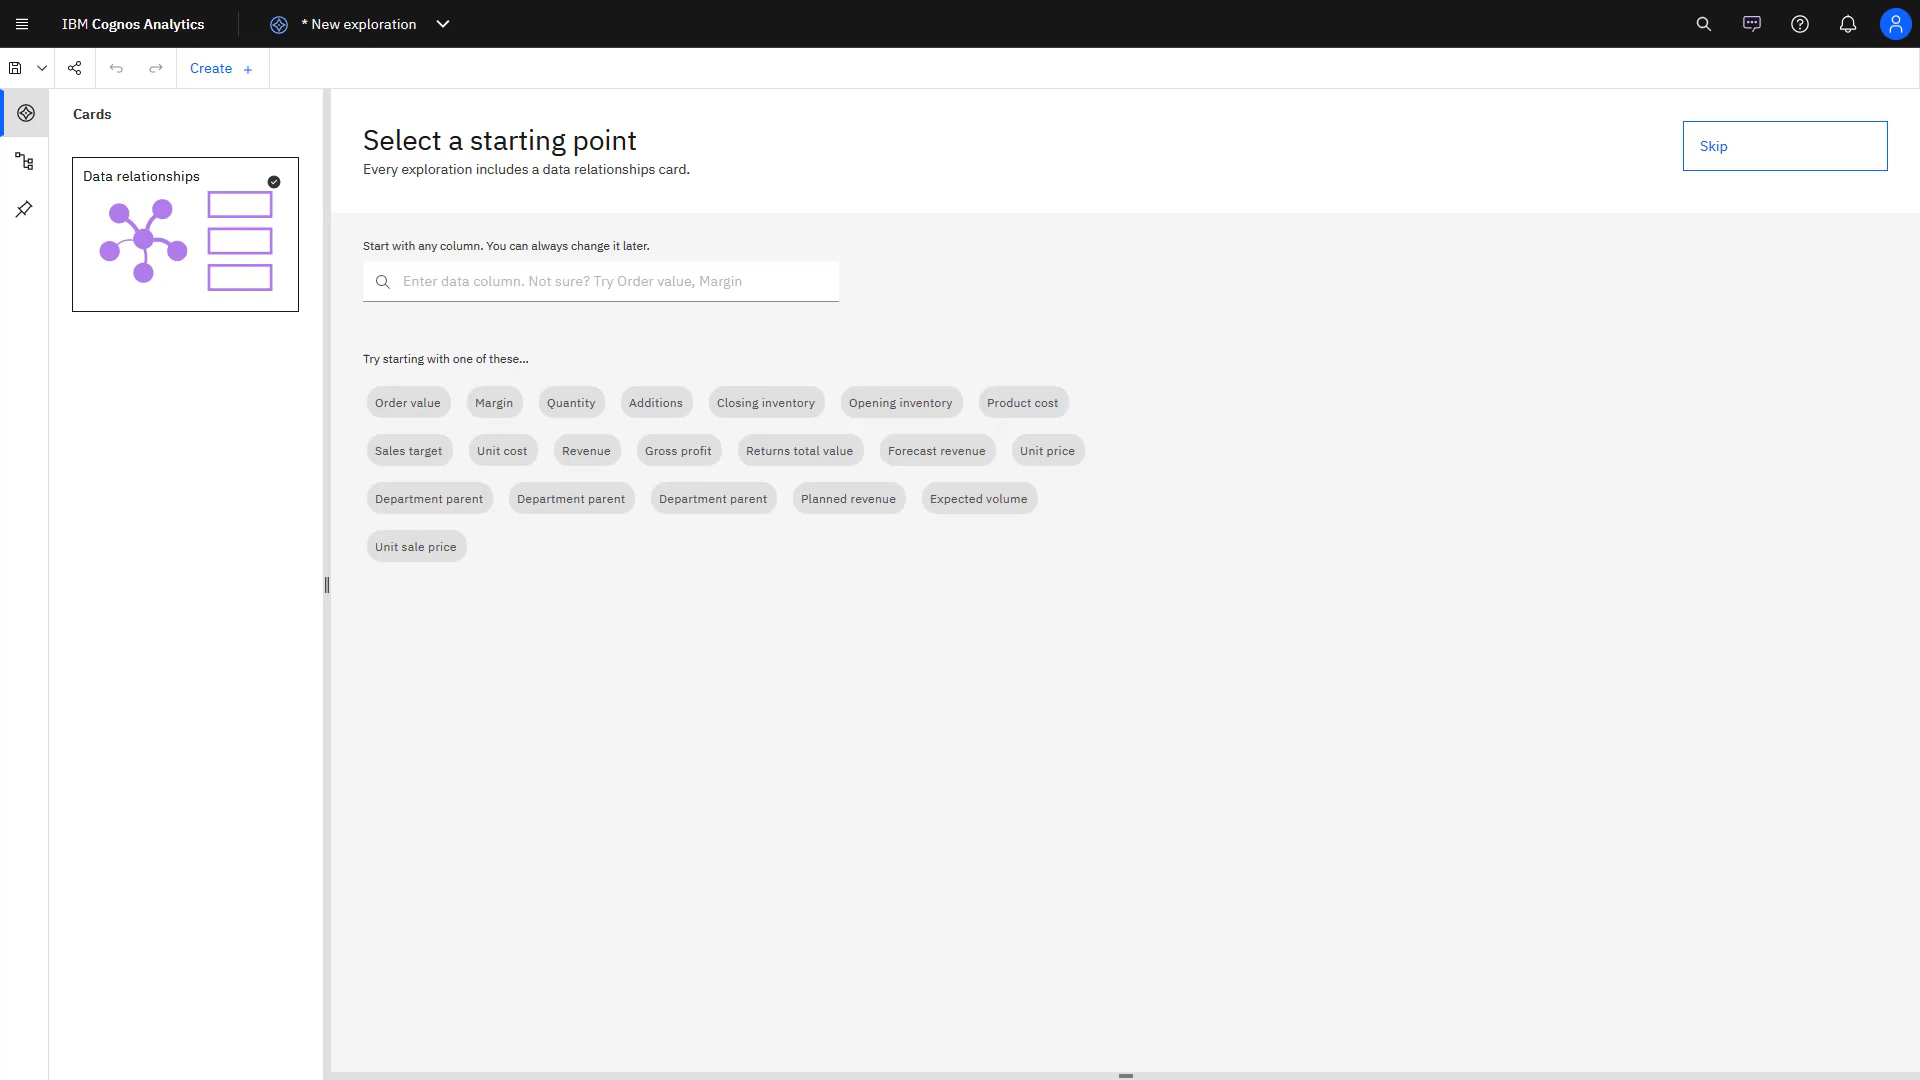 IBM Cognos Analytics
* New exploration
Create +
Cards
Data relationships
Select a starting point
Every exploration includes a data relationships card.
Skip
Start with any column. You can always change it later.
Enter data column. Not sure? Try Order value, Margin
Try starting with one of these...
Order value Margin Quantity Additions Closing inventory Opening inventory Product cost
Sales target Unit cost Revenue Gross profit Returns total value Forecast revenue Unit price
Department parent Department parent Department parent Planned revenue Expected volume
Unit sale price